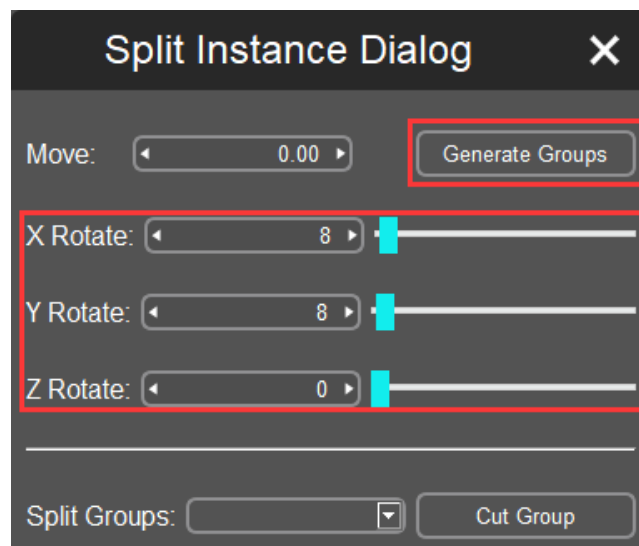 Split Instance Dialog
Move: 0.00 Generate Groups
X Rotate: 8
Y Rotate: 8
Z Rotate: 0
Split Groups: Cut Group